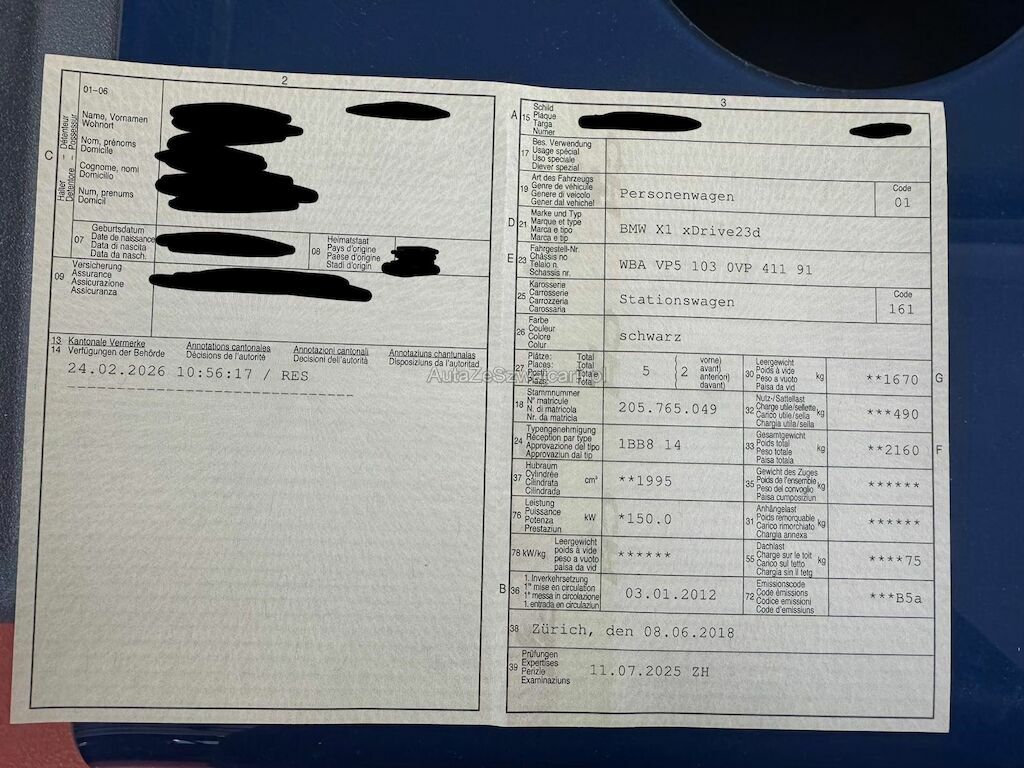 2
01-06
C
Halter Détenteur
Detentore Possessur
Name, Vornamen
Wohnort
Nom, prénoms
Domicile
Cognome, nomi
Domicilio
Num, prenums
Domicil
07
Geburtsdatum
Date de naissance
Data di nascita
Data da nasch.
08
Heimatstaat
Pays d'origine
Paese d'origine
Stadi d'origin
09
Versicherung
Assurance
Assicurazione
Assicuranza
13 Kantonale Vermerke Annotations cantonales Annotazioni cantonali Annotaziuns chantunalas
14 Verfügungen der Behörde Décisions de l'autorité Decisioni dell'autorità Disposiziuns da l'autoritad
24.02.2026 10:56:17 / RES
3
A 15
Schild
Plaque
Targa
Numer
17
Bes. Verwendung
Usage spécial
Uso speciale
Diever spezial
19
Art des Fahrzeugs
Genre de véhicule
Genere di veicolo
Gener dal vehichel
Personenwagen
Code
01
D 21
Marke und Typ
Marque et type
Marca e tipo
Marca e tip
BMW X1 xDrive23d
E 23
Fahrgestell-Nr.
Châssis no
Telaio n.
Schassis nr.
WBA VP5 103 0VP 411 91
25
Karosserie
Carrosserie
Carrozzeria
Carossaria
Stationswagen
Code
161
26
Farbe
Couleur
Colore
Colur
schwarz
27
Plätze: Total
Places: Total
Posti: Totale
Plazs: Total
5
{2
vorne)
avant)
anteriori)
davant)
30
Leergewicht
Poids à vide
Peso a vuoto
Paisa da vid
kg
**1670
G
18
Stammnummer
N° matricule
N. di matricola
Nr. da matricla
205.765.049
32
Nutz-/Sattellast
Charge utile/sellette
Carico utile/sella
Chargia utila/sella
kg
***490
24
Typengenehmigung
Réception par type
Approvazione del tipo
Approvaziun dal tip
1BB8 14
33
Gesamtgewicht
Poids total
Peso totale
Paisa totala
kg
**2160
F
37
Hubraum
Cylindrée
Cilindrata
Cilindrada
cm³
**1995
35
Gewicht des Zuges
Poids de l'ensemble
Peso del convoglio
Paisa cumposiziun
kg
******
76
Leistung
Puissance
Potenza
Prestaziun
kW
*150.0
31
Anhängelast
Poids remorquable
Carico rimorchiato
Chargia annexa
kg
******
78 kW/kg
Leergewicht
poids à vide
peso a vuoto
paisa da vid
******
55
Dachlast
Charge sur le toit
Carico sul tetto
Chargia sin il tetg
kg
****75
B 36
1. Inverkehrsetzung
1re mise en circulation
1a messa in circolazione
1. entrada en circulaziun
03.01.2012
72
Emissionscode
Code émissions
Codice emissioni
Code d'emissiuns
***B5a
38
Zürich, den 08.06.2018
39
Prüfungen
Expertises
Perizie
Examinaziuns
11.07.2025 ZH